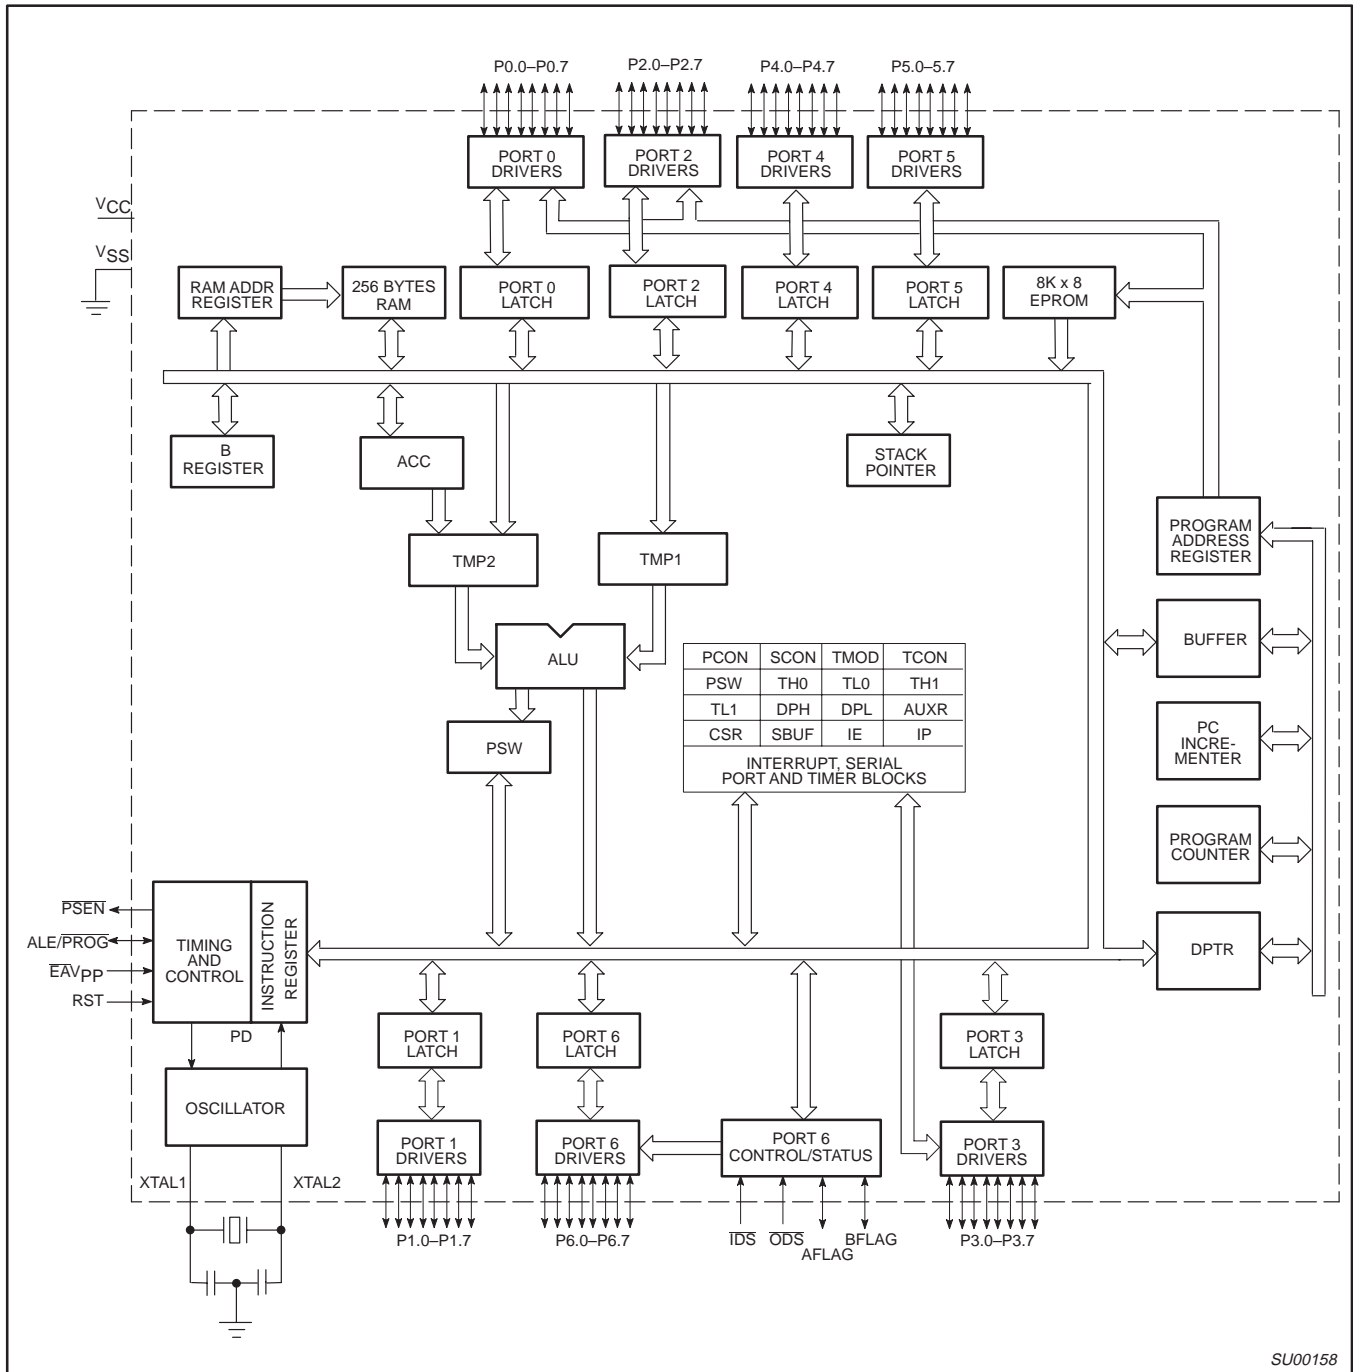 P0.0–P0.7
P2.0–P2.7
P4.0–P4.7
P5.0–5.7
PORT 0
DRIVERS
PORT 2
DRIVERS
PORT 4
DRIVERS
PORT 5
DRIVERS
VCC
VSS
RAM ADDR
REGISTER
256 BYTES
RAM
PORT 0
LATCH
PORT 2
LATCH
PORT 4
LATCH
PORT 5
LATCH
8K x 8
EPROM
B
REGISTER
ACC
STACK
POINTER
PROGRAM
ADDRESS
REGISTER
TMP2
TMP1
BUFFER
ALU
PCON SCON TMOD TCON
PSW TH0 TL0 TH1
TL1 DPH DPL AUXR
CSR SBUF IE IP
INTERRUPT, SERIAL
PORT AND TIMER BLOCKS
PC
INCRE-
MENTER
PSW
PROGRAM
COUNTER
PSEN
ALE/PROG
EAVPP
RST
TIMING
AND
CONTROL
INSTRUCTION
REGISTER
DPTR
PD
PORT 1
LATCH
PORT 6
LATCH
PORT 3
LATCH
OSCILLATOR
PORT 1
DRIVERS
PORT 6
DRIVERS
PORT 6
CONTROL/STATUS
PORT 3
DRIVERS
XTAL1
XTAL2
P1.0–P1.7
P6.0–P6.7
IDS
ODS
AFLAG
BFLAG
P3.0–P3.7
SU00158